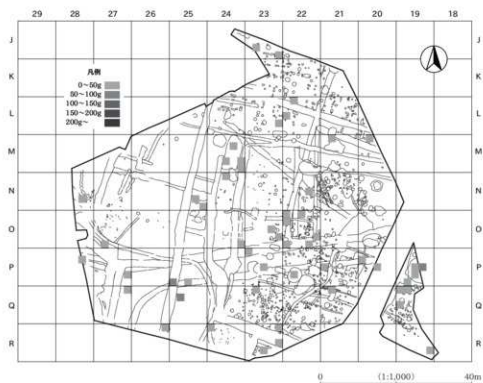 29 28 27 26 25 24 23 22 21 20 19 18
J J
K K
凡例
0~50g
50~100g
100~150g
150~200g
200g~
L L
M M
N N
O O
P P
Q Q
R R
0 (1:1,000) 40m